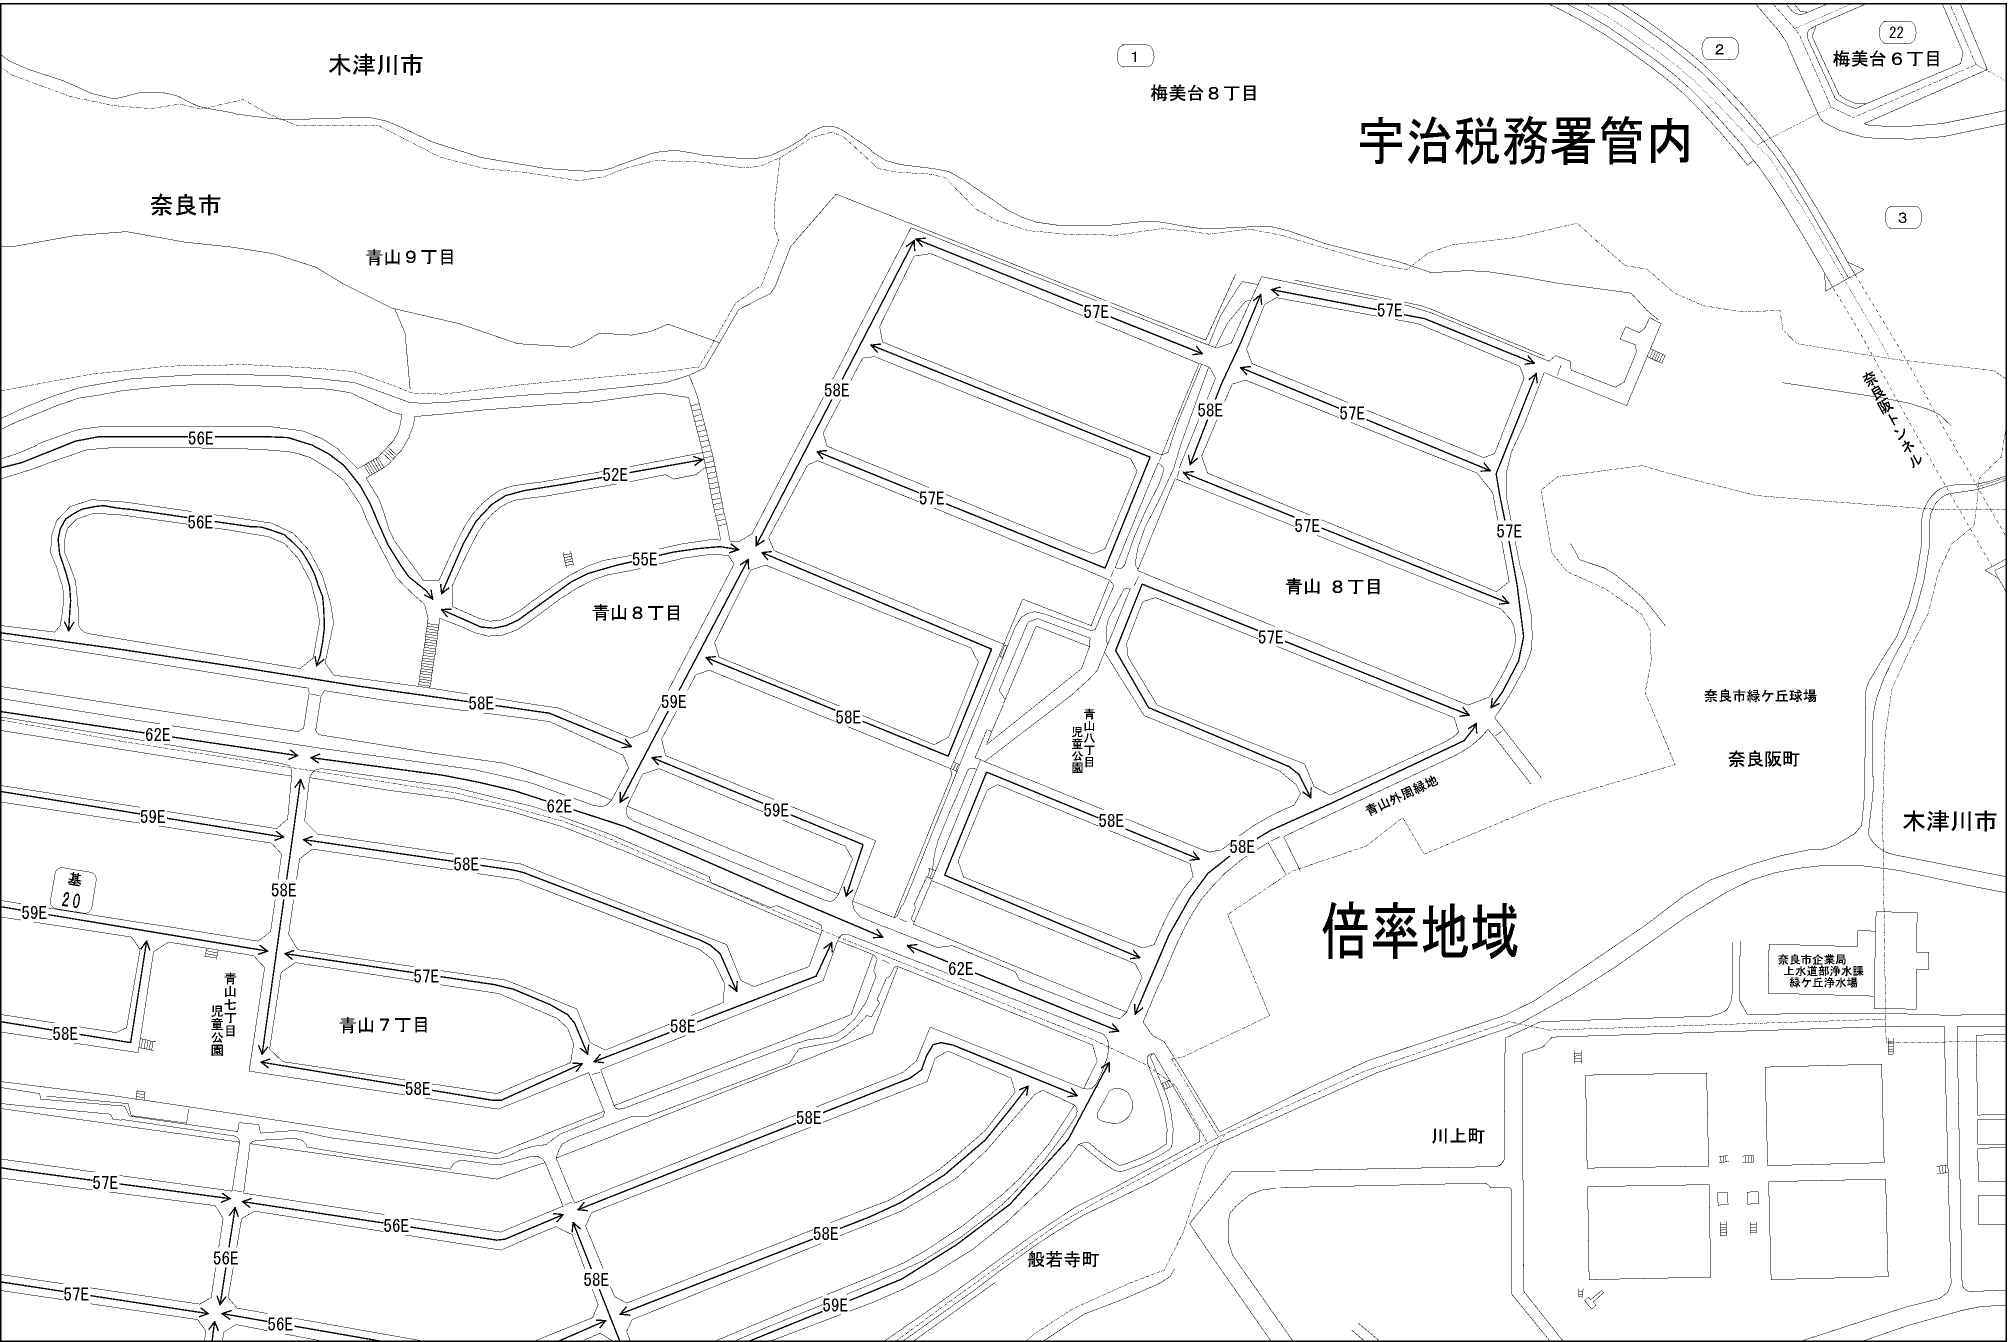 木津川市
1
2
22
梅美台６丁目
梅美台８丁目
宇治税務署管内
奈良市
3
青山９丁目
57E
57E
奈良阪トンネル
58E
58E
57E
56E
52E
57E
56E
57E
57E
55E
青山８丁目
青山 ８丁目
57E
58E
59E
58E
奈良市緑ケ丘球場
62E
青山八丁目
児童公園
奈良阪町
青山外周緑地
62E
59E
59E
58E
木津川市
58E
58E
58E
基
20
59E
倍率地域
57E
62E
奈良市企業局
上水道部浄水課
緑ケ丘浄水場
青山七丁目
児童公園
青山７丁目
58E
58E
58E
58E
川上町
57E
56E
58E
56E
般若寺町
58E
57E
59E
56E